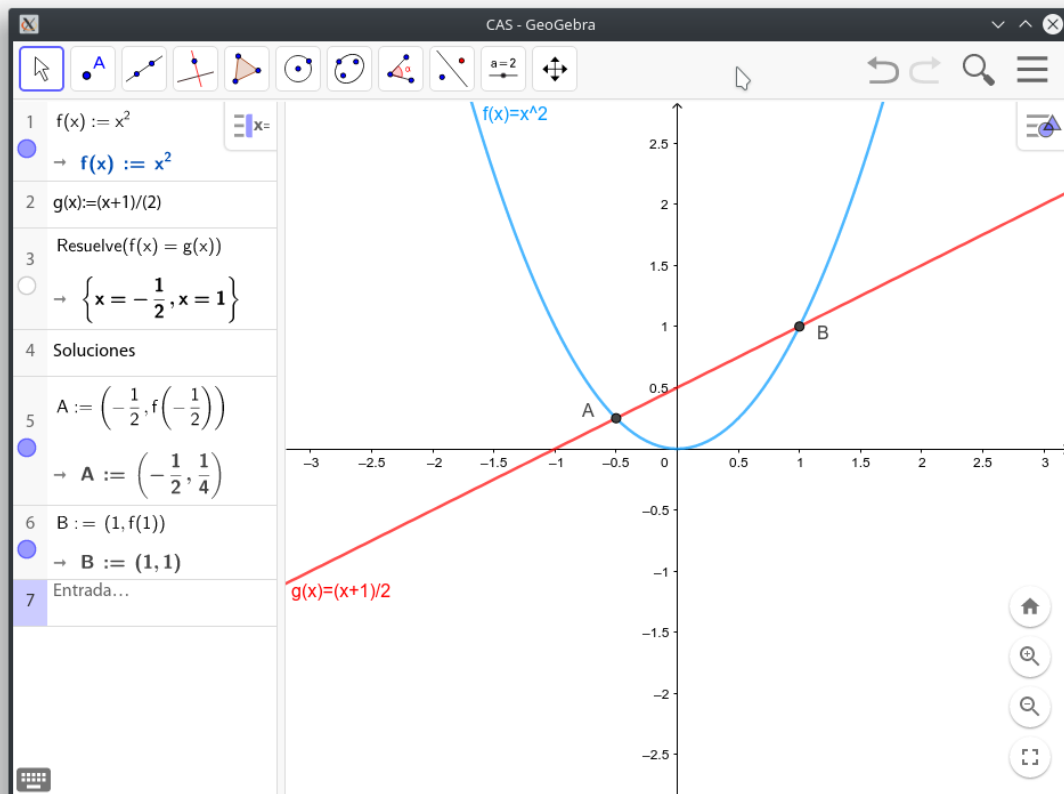 CAS - GeoGebra
A
a=2
1
f(x) := x²
x=
→ f(x) := x²
2
g(x):=(x+1)/(2)
3
Resuelve(f(x) = g(x))
→ {x = −1/2, x = 1}
4
Soluciones
5
A := (−1/2, f(−1/2))
→ A := (−1/2, 1/4)
6
B : = (1, f(1))
→ B := (1, 1)
7
Entrada…
f(x)=x^2
2.5
2
1.5
1
B
0.5
A
−3 −2.5 −2 −1.5 −1 −0.5 0 0.5 1 1.5 2 2.5 3
−0.5
−1
g(x)=(x+1)/2
−1.5
−2
−2.5